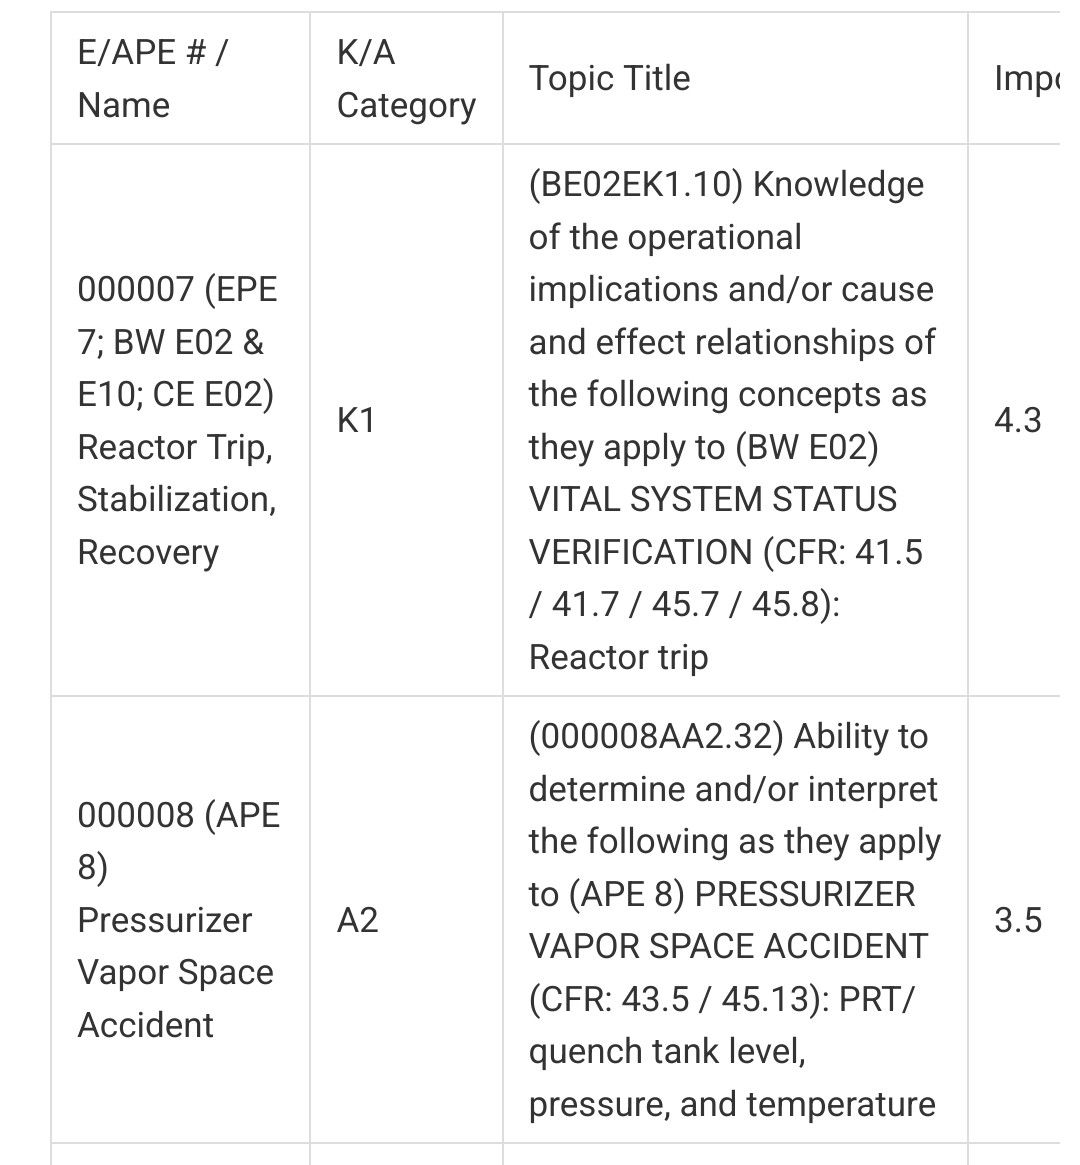 E/APE # /
Name
K/A
Category
Topic Title
Impo
000007 (EPE
7; BW E02 &
E10; CE E02)
Reactor Trip,
Stabilization,
Recovery
K1
(BE02EK1.10) Knowledge
of the operational
implications and/or cause
and effect relationships of
the following concepts as
they apply to (BW E02)
VITAL SYSTEM STATUS
VERIFICATION (CFR: 41.5
/ 41.7 / 45.7 / 45.8):
Reactor trip
4.3
000008 (APE
8)
Pressurizer
Vapor Space
Accident
A2
(000008AA2.32) Ability to
determine and/or interpret
the following as they apply
to (APE 8) PRESSURIZER
VAPOR SPACE ACCIDENT
(CFR: 43.5 / 45.13): PRT/
quench tank level,
pressure, and temperature
3.5